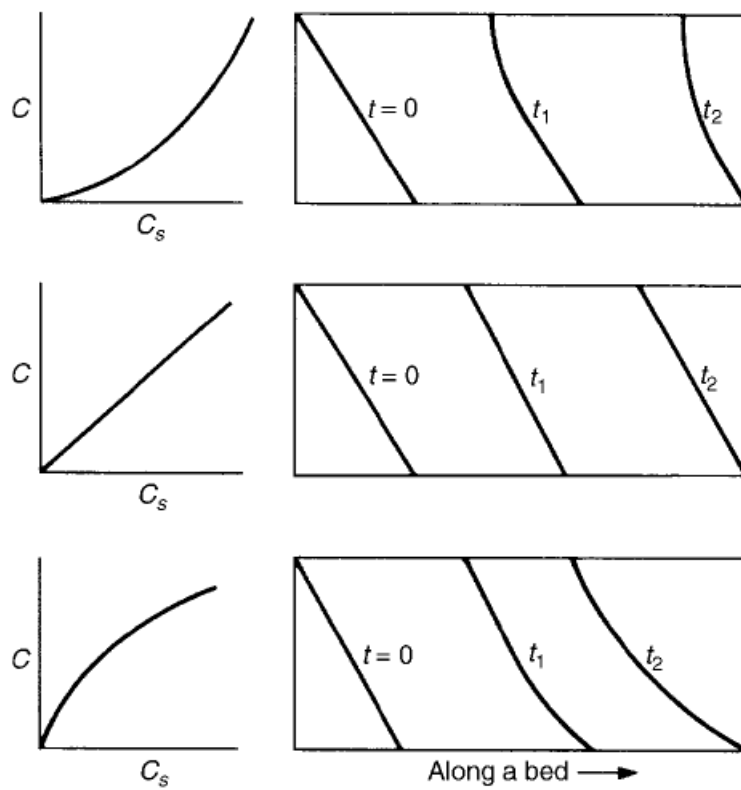 C
t = 0
t₁
t₂
Cₛ
C
t = 0
t₁
t₂
Cₛ
C
t = 0
t₁
t₂
Cₛ
Along a bed